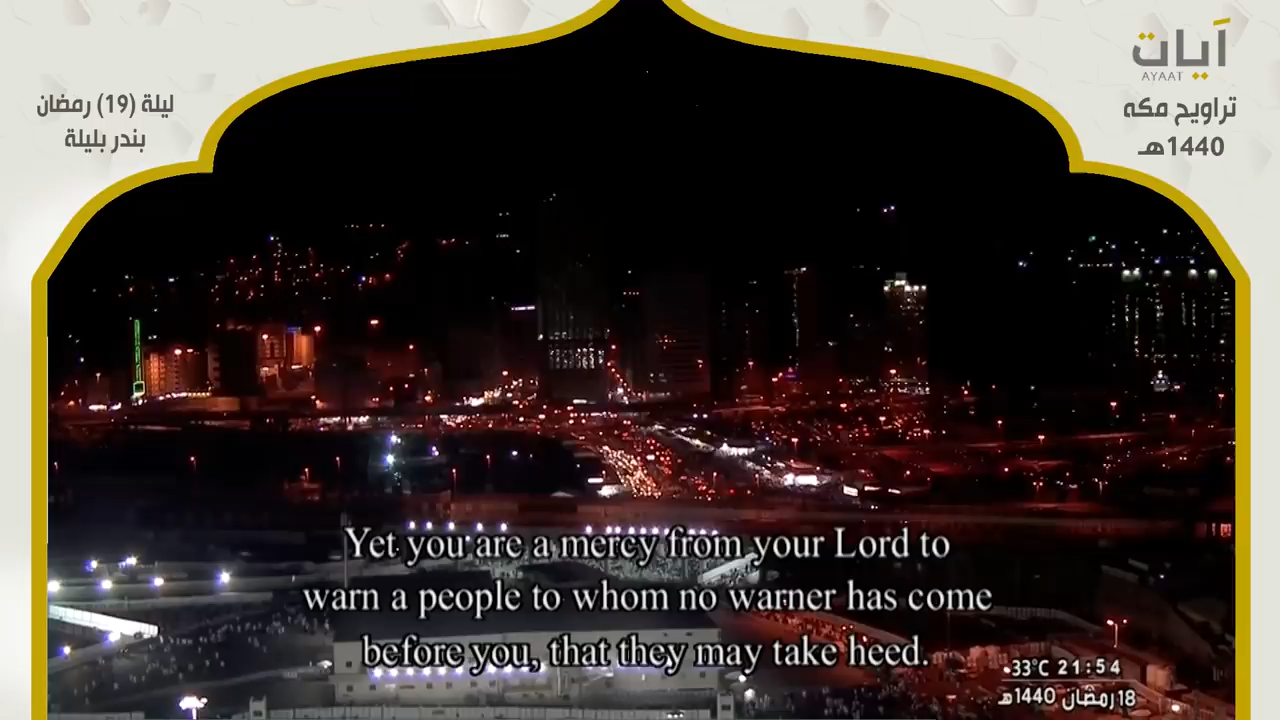 آيات
AYAAT
تراويح مكه
1440هـ
ليلة (19) رمضان
بندر بليلة
Yet you are a mercy from your Lord to
warn a people to whom no warner has come
before you, that they may take heed.
33°C 21:54
18 رمضان 1440هـ